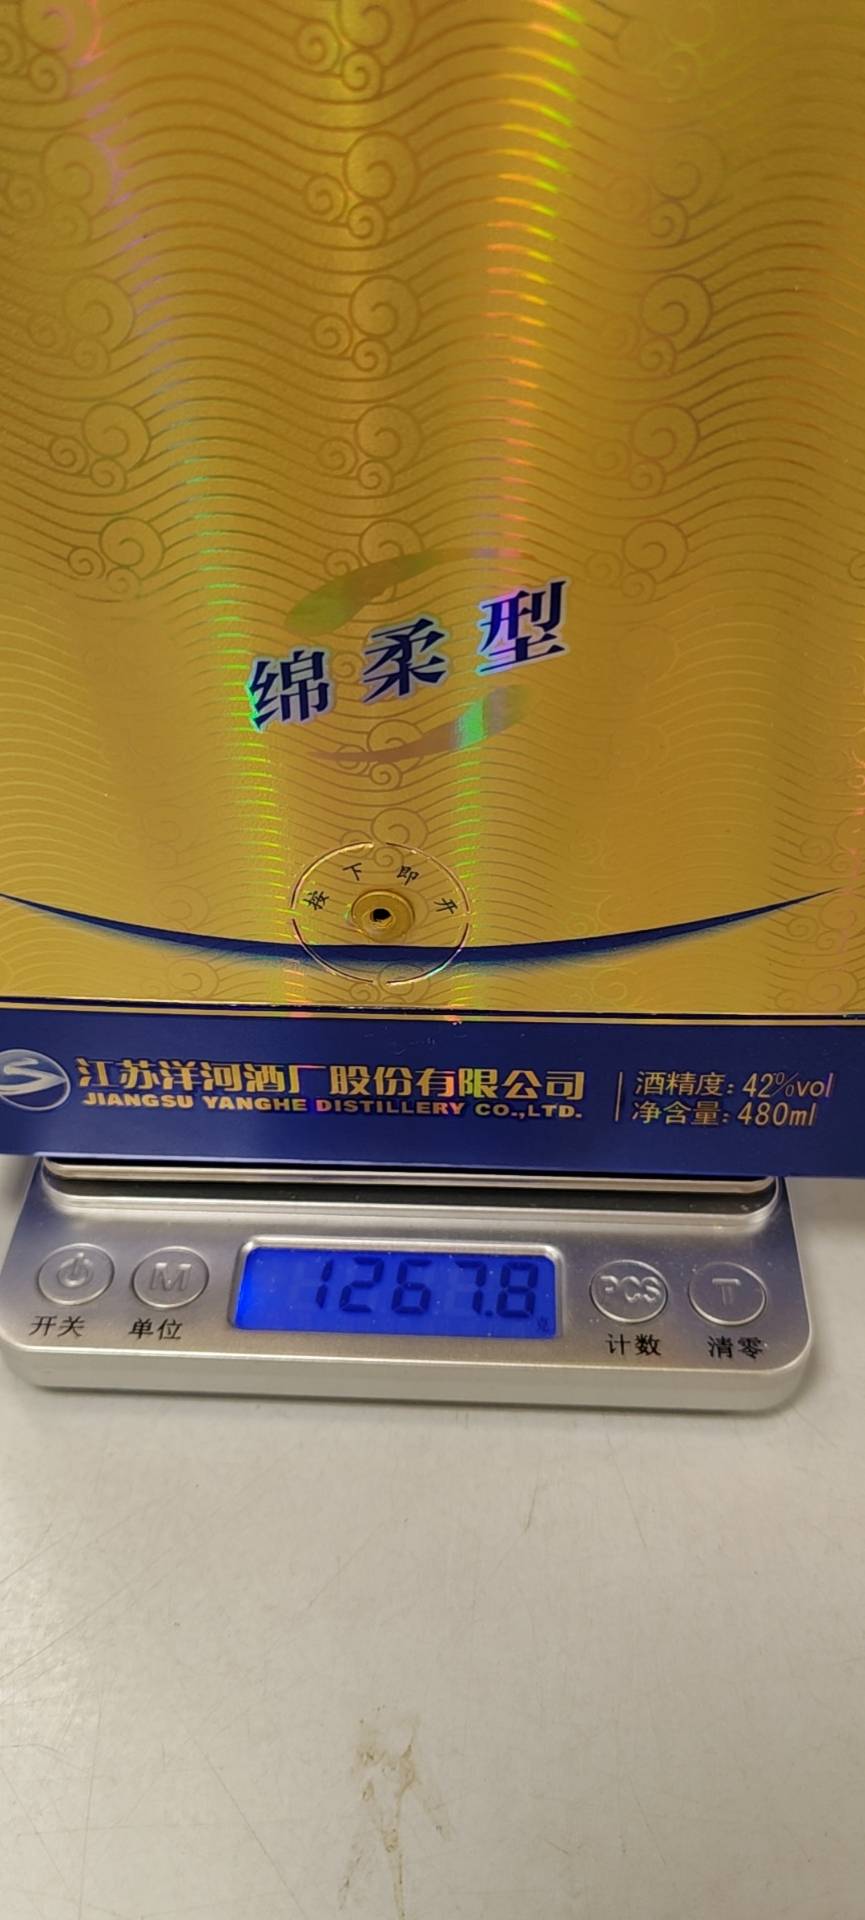 绵柔型
按下即开
江苏洋河酒厂股份有限公司
JIANGSU YANGHE DISTILLERY CO.,LTD.
酒精度:42%vol
净含量:480ml
1267.8
克
M
PCS
T
开关
单位
计数
清零